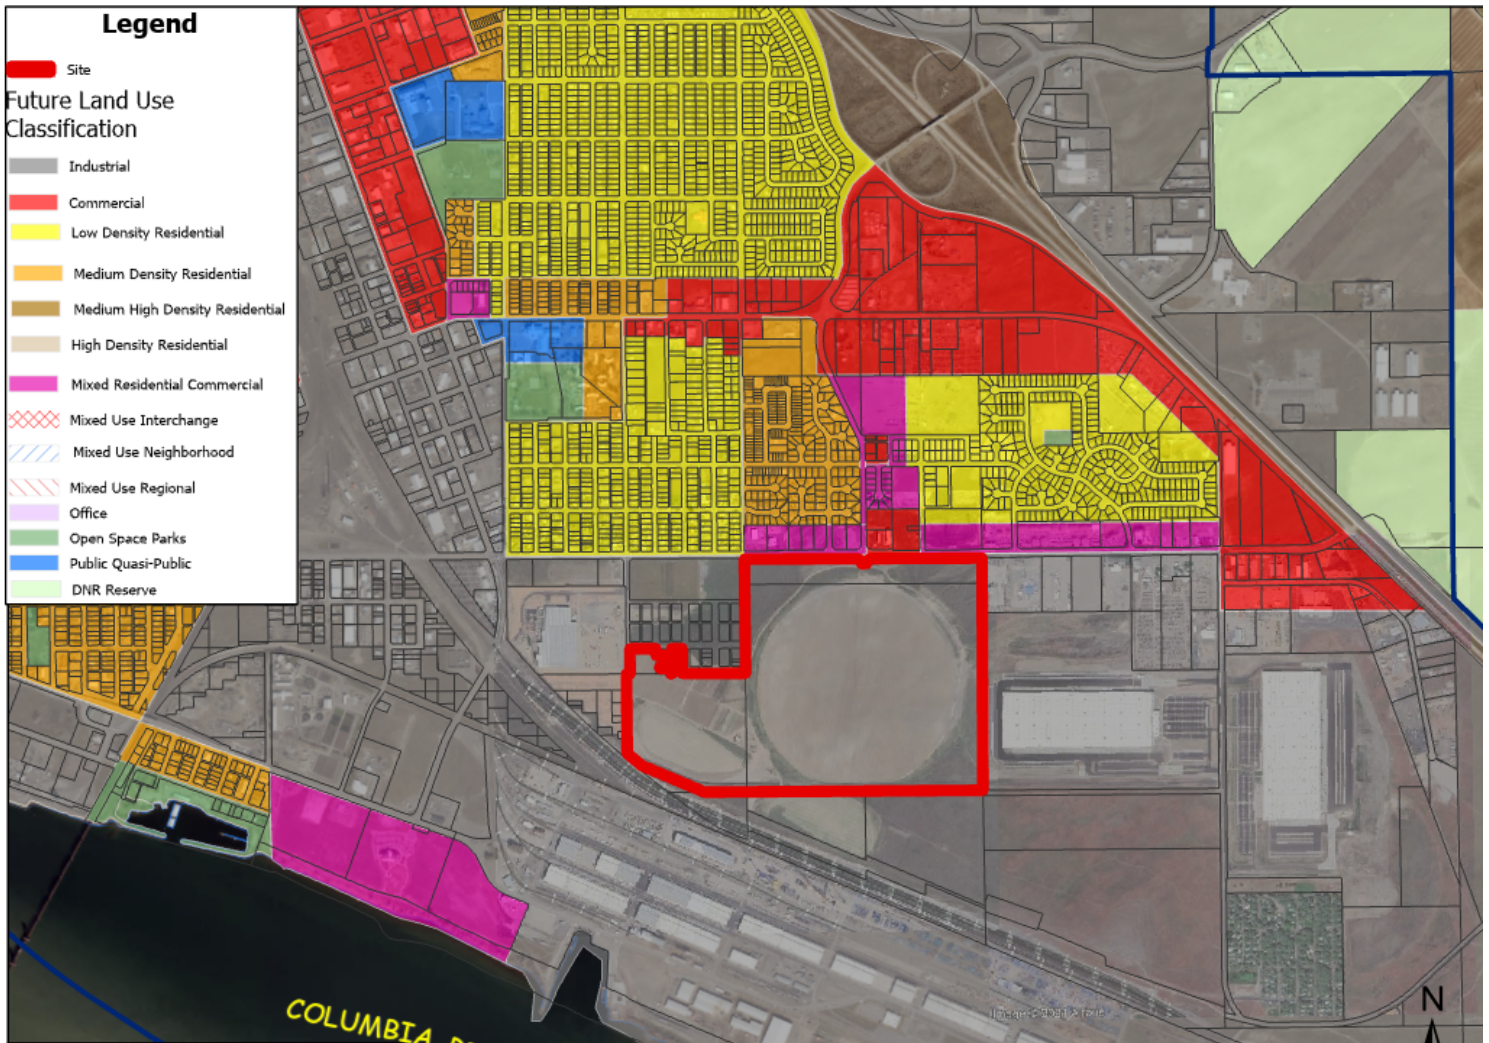 Legend
Site
Future Land Use
Classification
Industrial
Commercial
Low Density Residential
Medium Density Residential
Medium High Density Residential
High Density Residential
Mixed Residential Commercial
Mixed Use Interchange
Mixed Use Neighborhood
Mixed Use Regional
Office
Open Space Parks
Public Quasi-Public
DNR Reserve
N
COLUMBIA